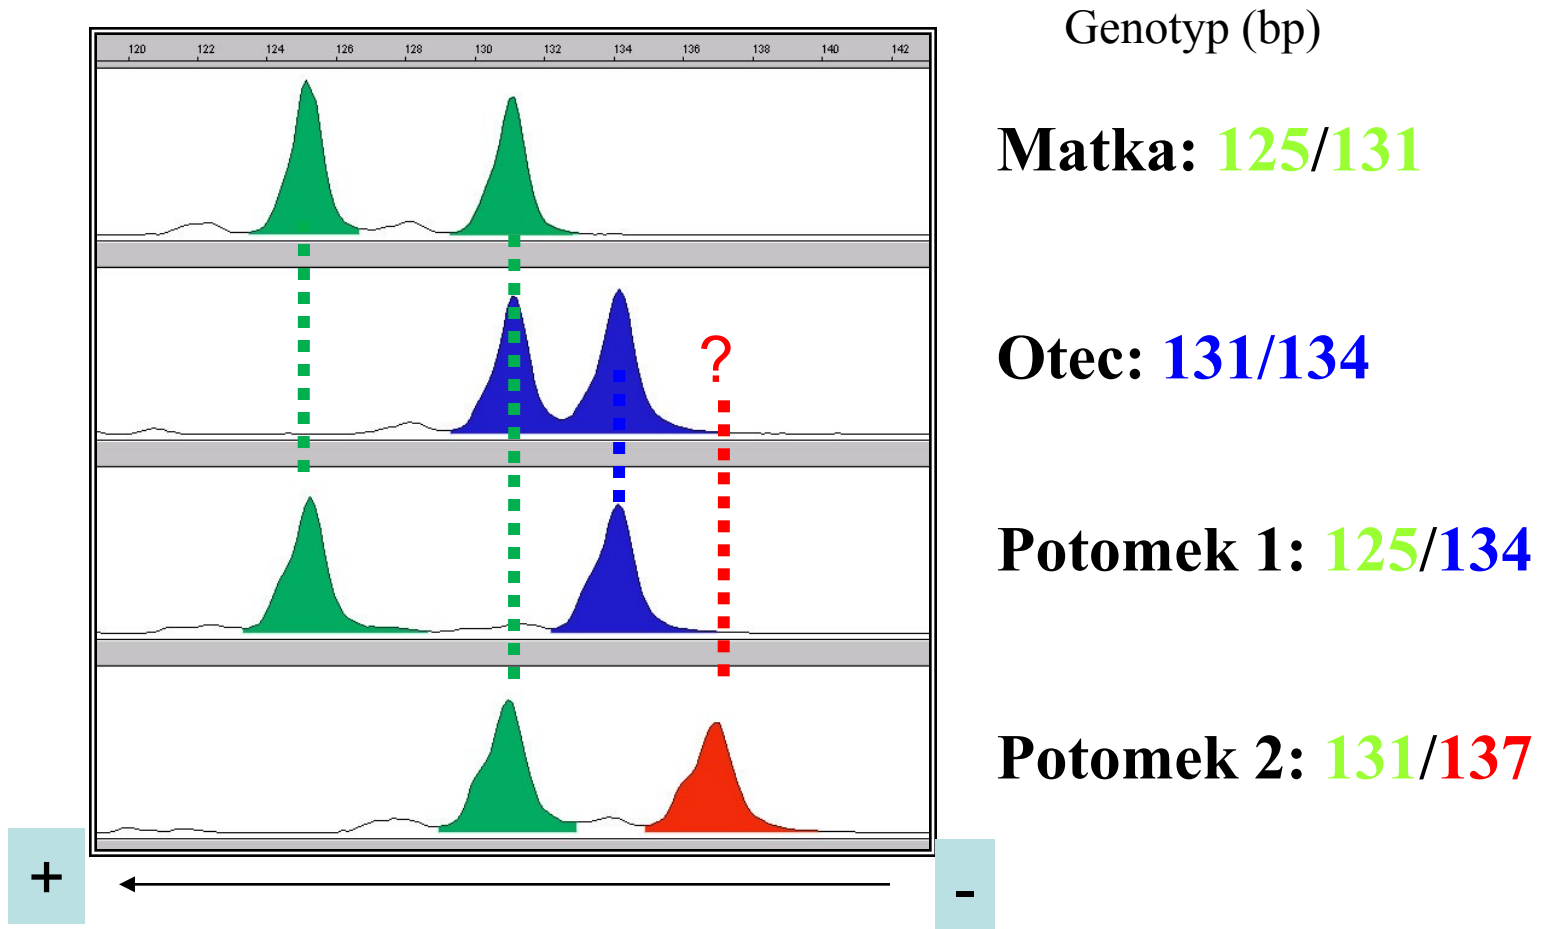 Genotyp (bp)
120 122 124 126 128 130 132 134 136 138 140 142
Matka: 125/131
Otec: 131/134
?
Potomek 1: 125/134
Potomek 2: 131/137
+
-